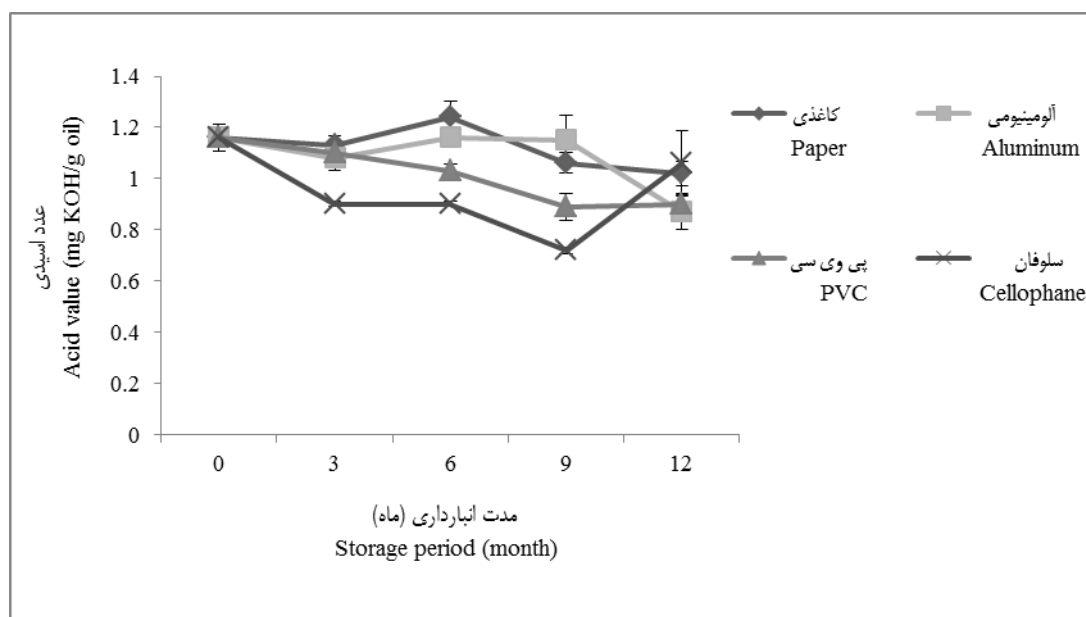 1.4
1.2
1
0.8
0.6
0.4
0.2
0
عدد اسیدی
Acid value (mg KOH/g oil)
0 3 6 9 12
مدت انبارداری (ماه)
Storage period (month)
کاغذی
Paper
آلومینیومی
Aluminum
پی وی سی
PVC
سلوفان
Cellophane